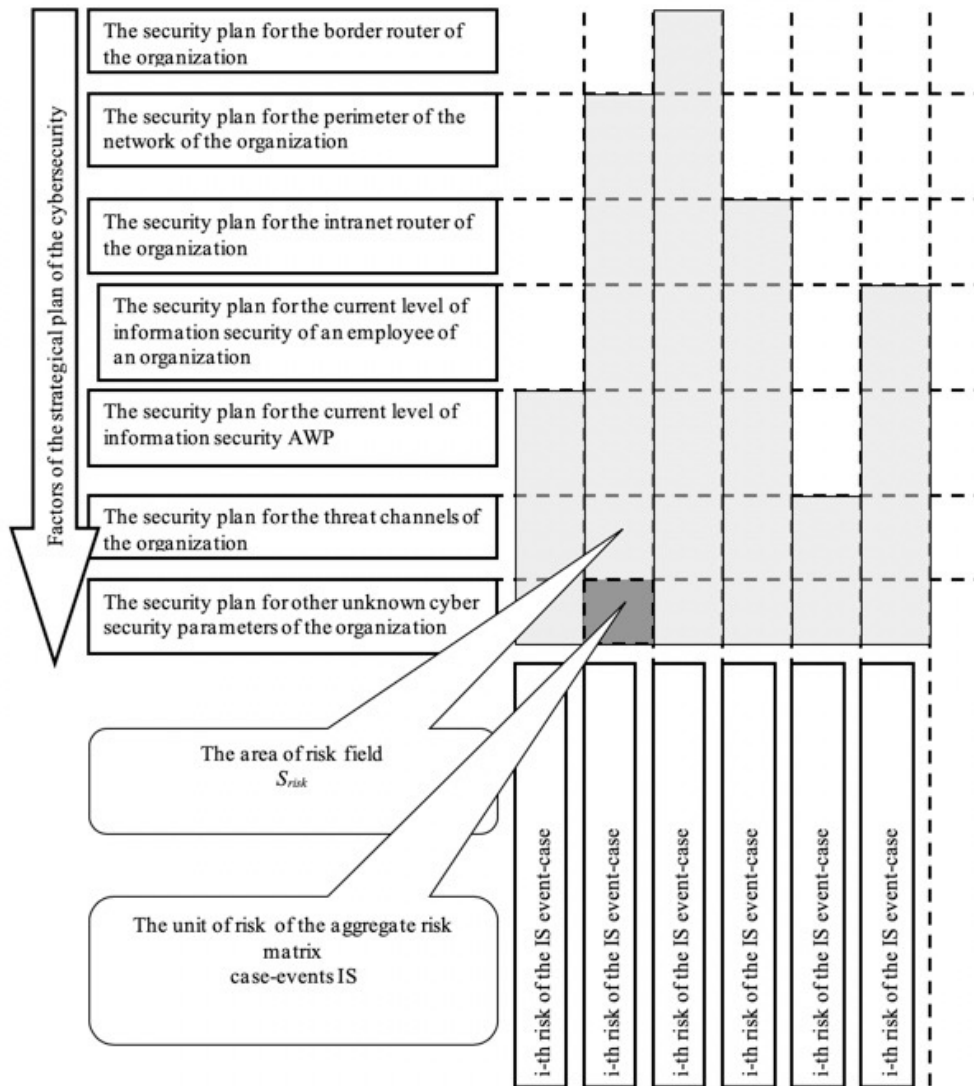 Factors of the strategical plan of the cybersecurity
The security plan for the border router of
the organization
The security plan for the perimeter of the
network of the organization
The security plan for the intranet router of
the organization
The security plan for the current level of
information security of an employee of
an organization
The security plan for the current level of
information security AWP
The security plan for the threat channels of
the organization
The security plan for other unknown cyber
security parameters of the organization
The area of risk field
S_risk
The unit of risk of the aggregate risk
matrix
case-events IS
i-th risk of the IS event-case
i-th risk of the IS event-case
i-th risk of the IS event-case
i-th risk of the IS event-case
i-th risk of the IS event-case
i-th risk of the IS event-case